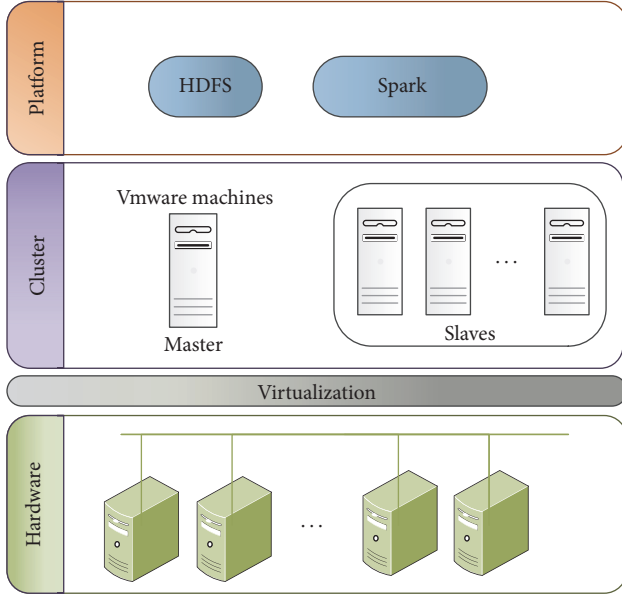 Platform
HDFS
Spark
Cluster
Vmware machines
Master
...
Slaves
Virtualization
Hardware
...